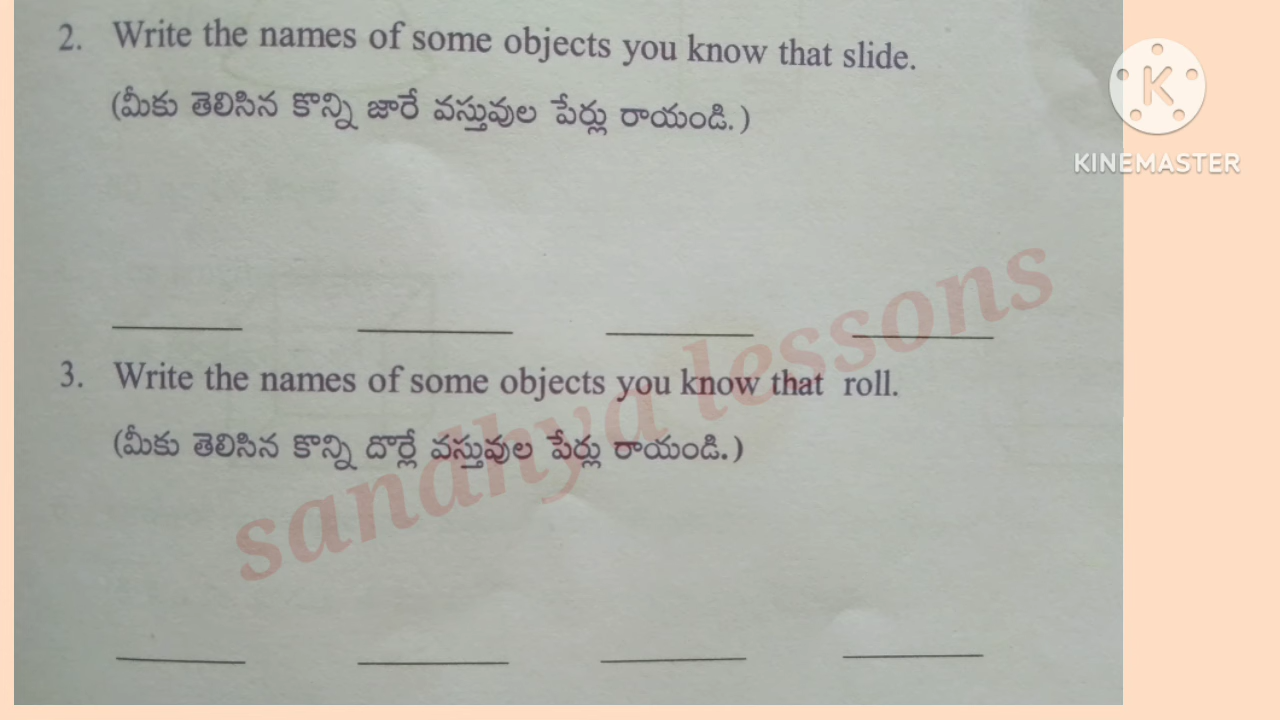 2. Write the names of some objects you know that slide.
(మీకు తెలిసిన కొన్ని జారే వస్తువుల పేర్లు రాయండి.)
K
KINEMASTER
3. Write the names of some objects you know that roll.
(మీకు తెలిసిన కొన్ని దొర్లే వస్తువుల పేర్లు రాయండి.)
sandhya lessons